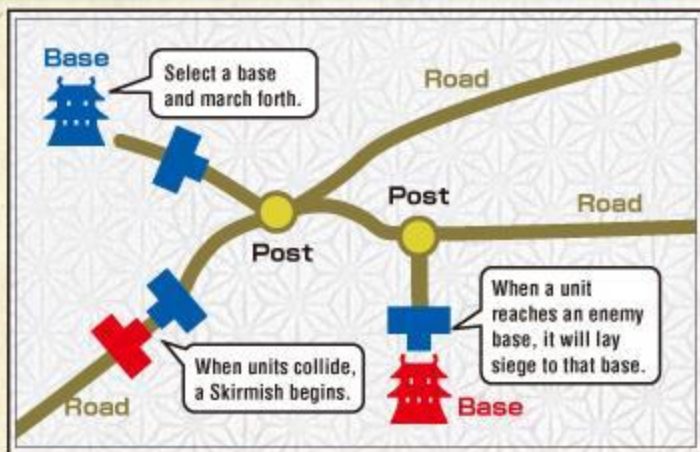 Base
Select a base
and march forth.
Road
Post
Road
Post
When a unit
reaches an enemy
base, it will lay
siege to that base.
When units collide,
a Skirmish begins.
Road
Base